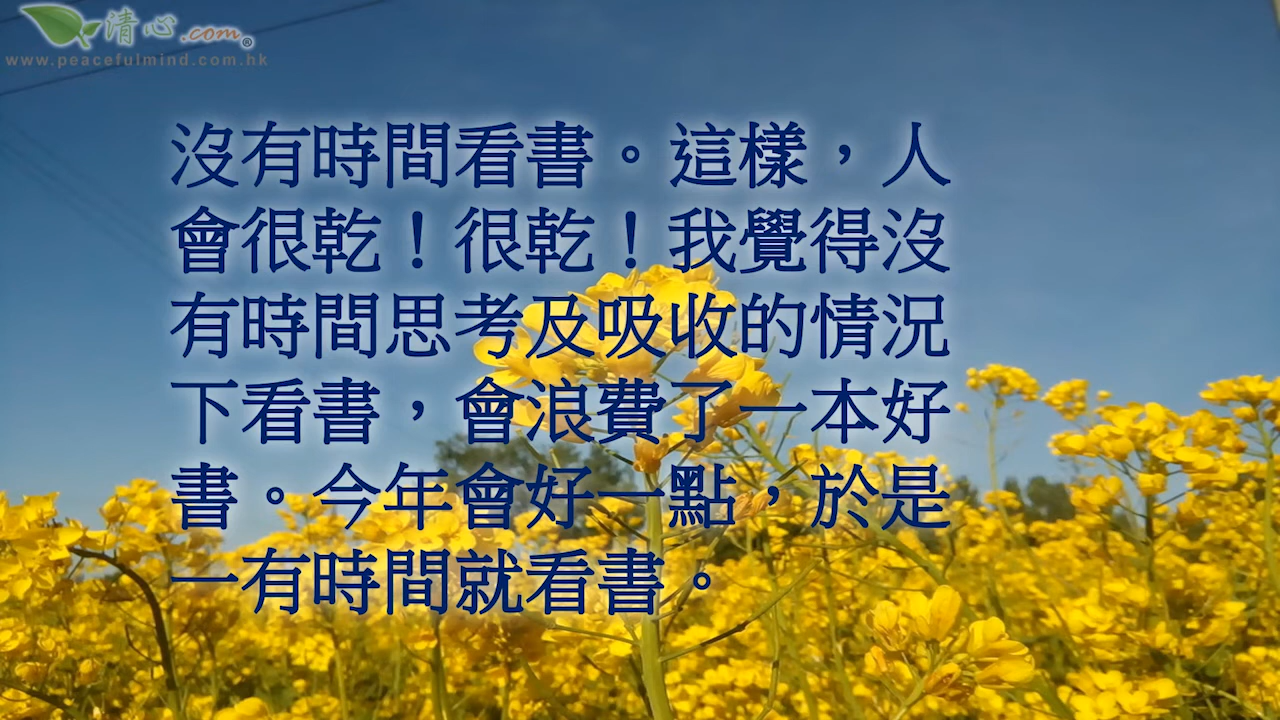 清心.com®
www.peacefulmind.com.hk
沒有時間看書。這樣，人
會很乾！很乾！我覺得沒
有時間思考及吸收的情況
下看書，會浪費了一本好
書。今年會好一點，於是
一有時間就看書。